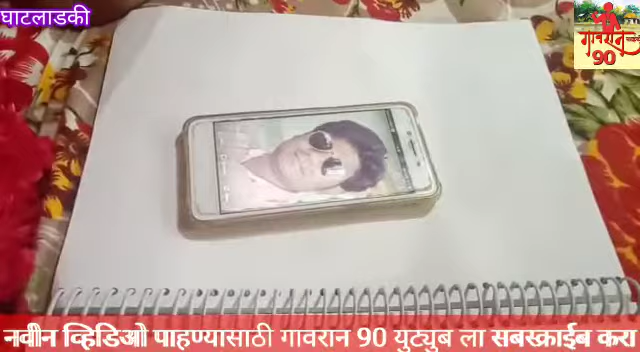 घाटलाडकी
गावरान
90
नवीन व्हिडिओ पाहण्यासाठी गावरान 90 युट्युब ला सबस्क्राईब करा